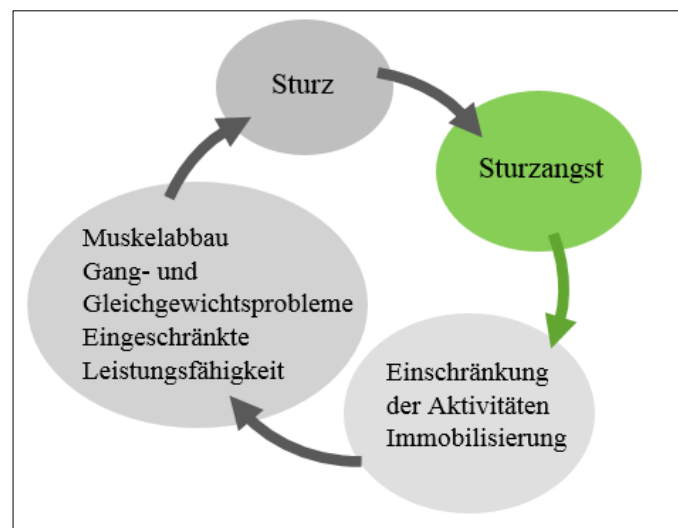 Sturz
Sturzangst
Einschränkung
der Aktivitäten
Immobilisierung
Muskelabbau
Gang- und
Gleichgewichtsprobleme
Eingeschränkte
Leistungsfähigkeit